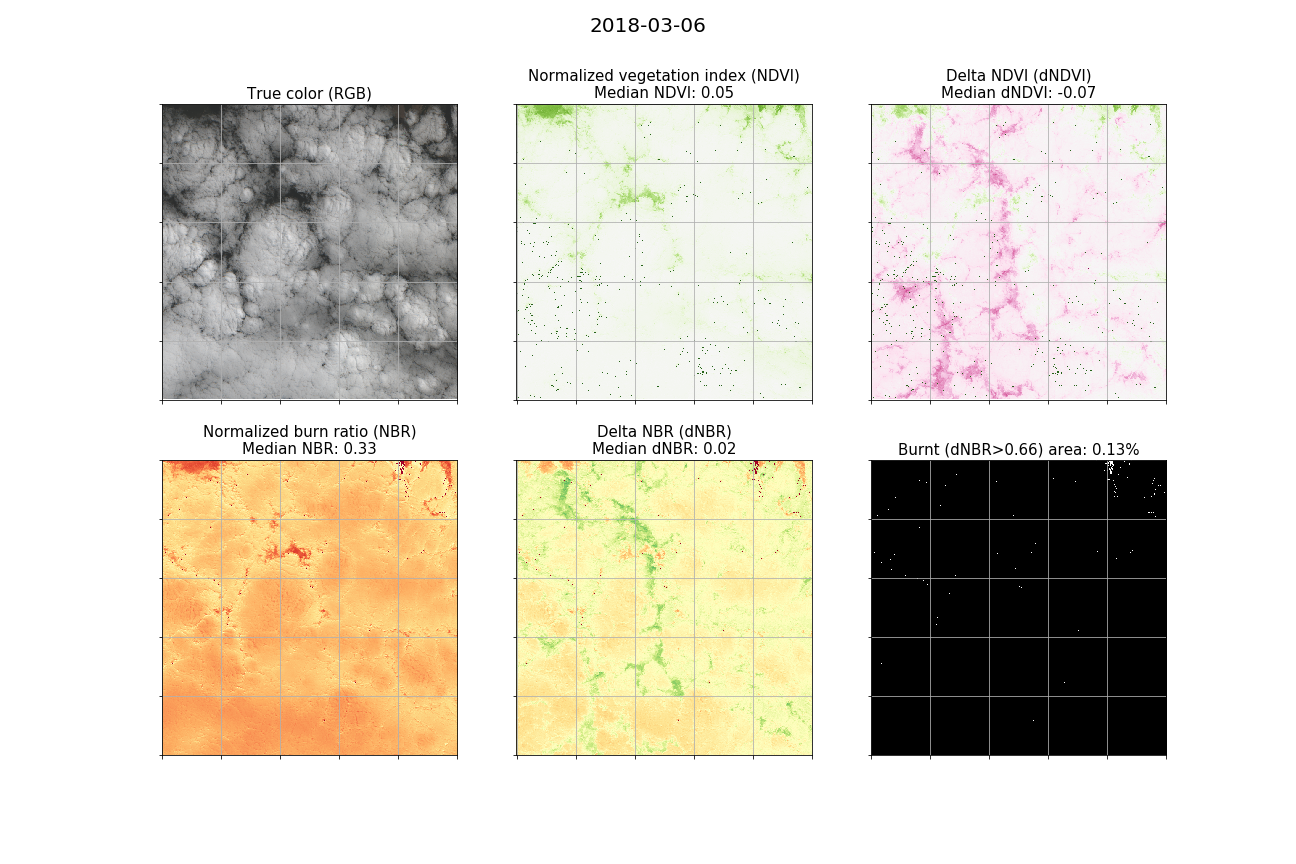 2018-03-06
True color (RGB)
Normalized vegetation index (NDVI)
Median NDVI: 0.05
Delta NDVI (dNDVI)
Median dNDVI: -0.07
Normalized burn ratio (NBR)
Median NBR: 0.33
Delta NBR (dNBR)
Median dNBR: 0.02
Burnt (dNBR>0.66) area: 0.13%